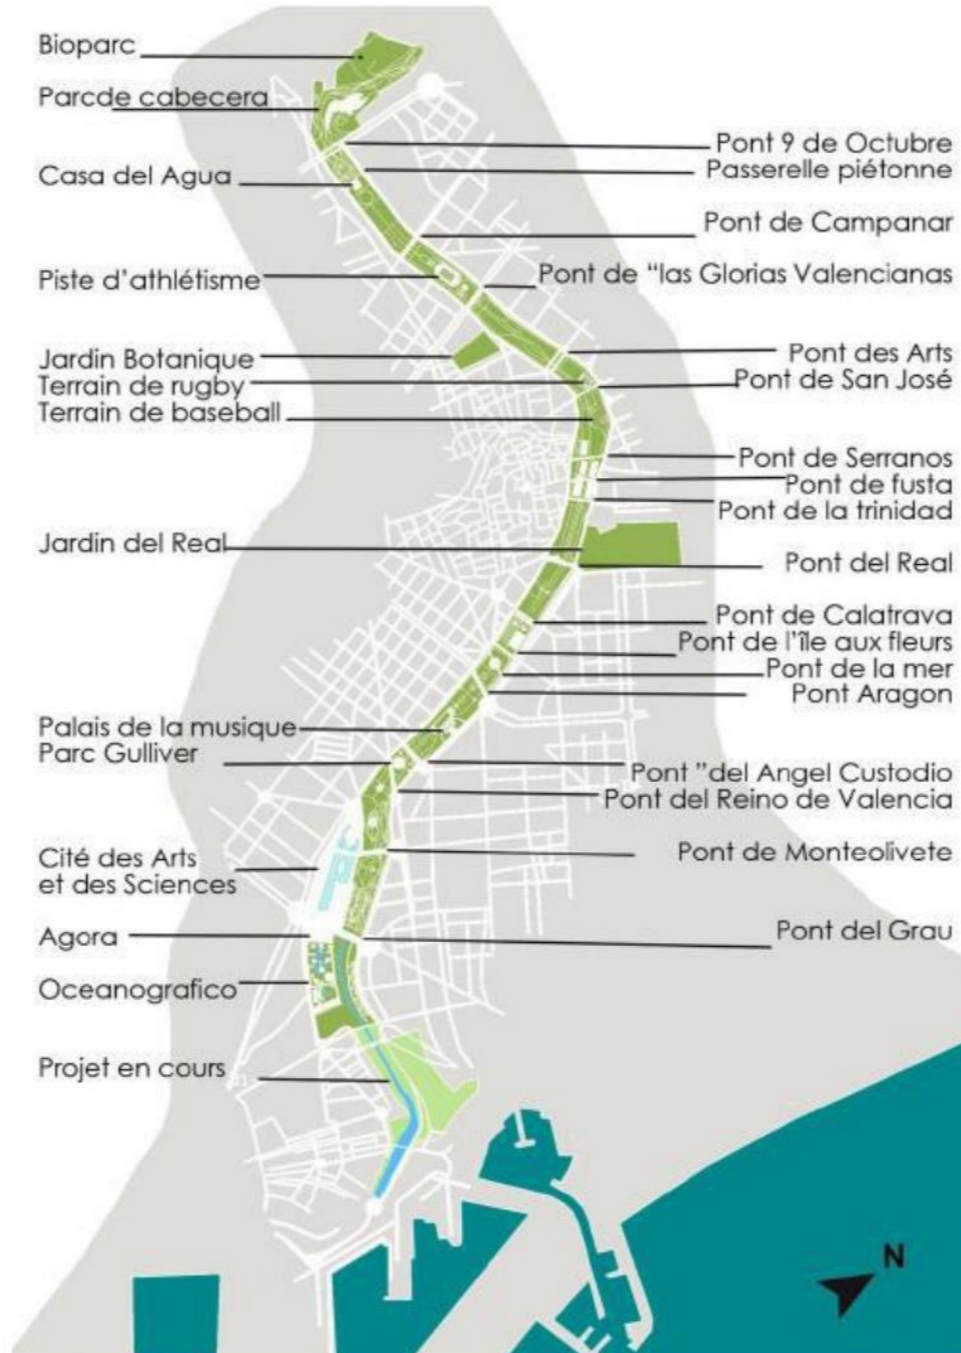 Bioparc
Parcde cabecera
Casa del Agua
Piste d’athlétisme
Jardin Botanique
Terrain de rugby
Terrain de baseball
Jardin del Real
Palais de la musique
Parc Gulliver
Cité des Arts
et des Sciences
Agora
Oceanografico
Projet en cours
Pont 9 de Octubre
Passerelle piétonne
Pont de Campanar
Pont de “las Glorias Valencianas
Pont des Arts
Pont de San José
Pont de Serranos
Pont de fusta
Pont de la trinidad
Pont del Real
Pont de Calatrava
Pont de l’île aux fleurs
Pont de la mer
Pont Aragon
Pont ”del Angel Custodio
Pont del Reino de Valencia
Pont de Monteolivete
Pont del Grau
N